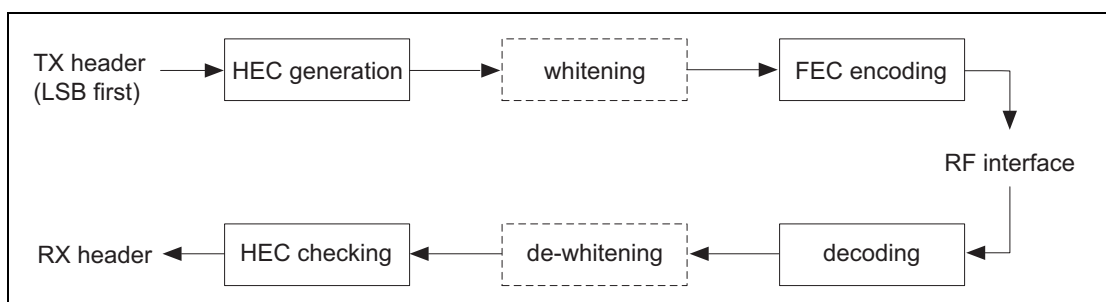 TX header
(LSB first)
HEC generation
whitening
FEC encoding
RF interface
RX header
HEC checking
de-whitening
decoding